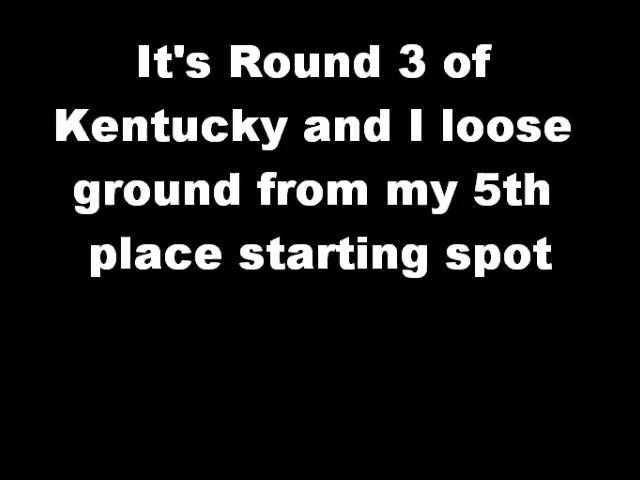 It's Round 3 of
Kentucky and I loose
ground from my 5th
place starting spot